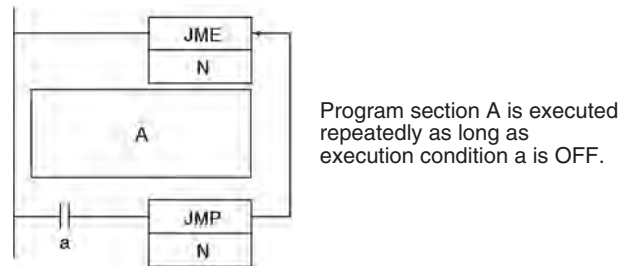 JME
N
A
Program section A is executed
repeatedly as long as
execution condition a is OFF.
JMP
a
N